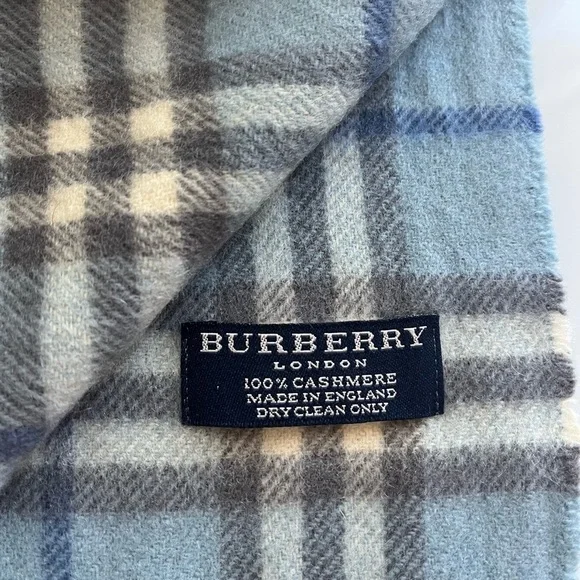 BURBERRY
LONDON
100% CASHMERE
MADE IN ENGLAND
DRY CLEAN ONLY